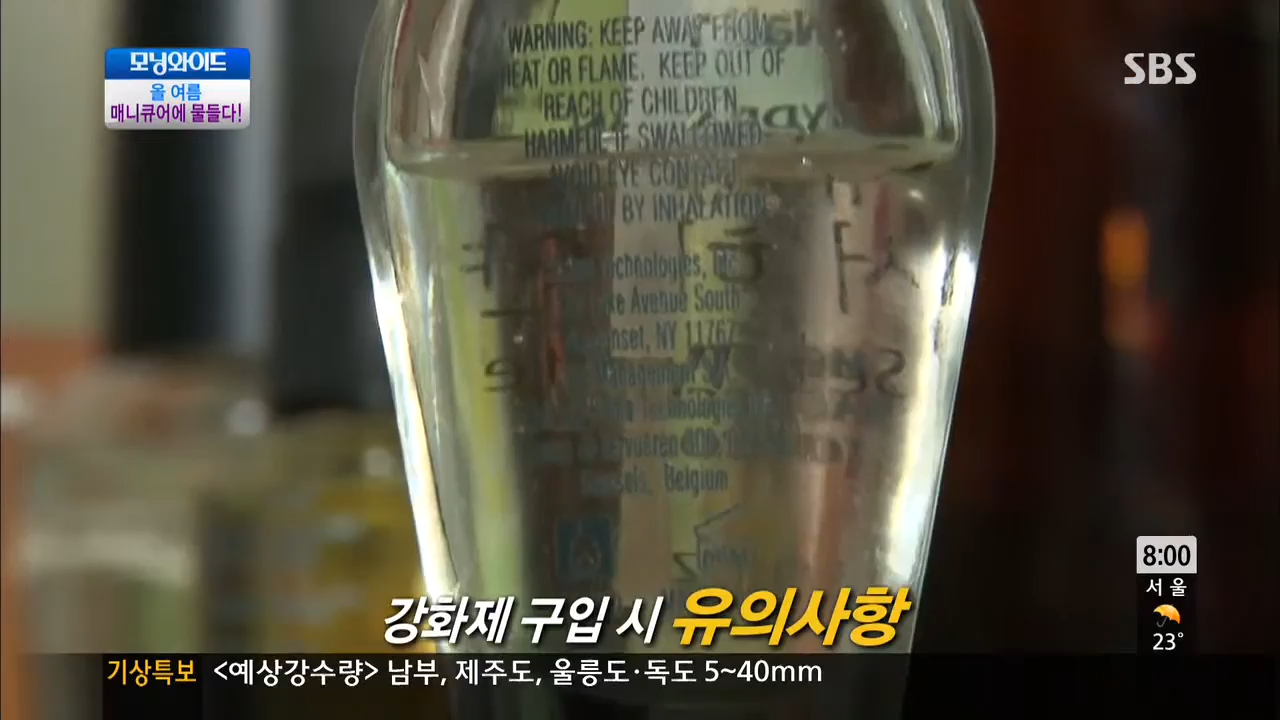 모닝와이드
올 여름
매니큐어에 물들다!
SBS
WARNING: KEEP AWAY FROM
HEAT OR FLAME. KEEP OUT OF
REACH OF CHILDREN
HARMFUL IF SWALLOWED
AVOID EYE CONTACT
BY INHALATION
Technologies, Inc
Avenue South
NY 11767
Management
Technologies
Belgium
8:00
서울
23°
강화제 구입 시 유의사항
기상특보 <예상강수량> 남부, 제주도, 울릉도·독도 5~40mm